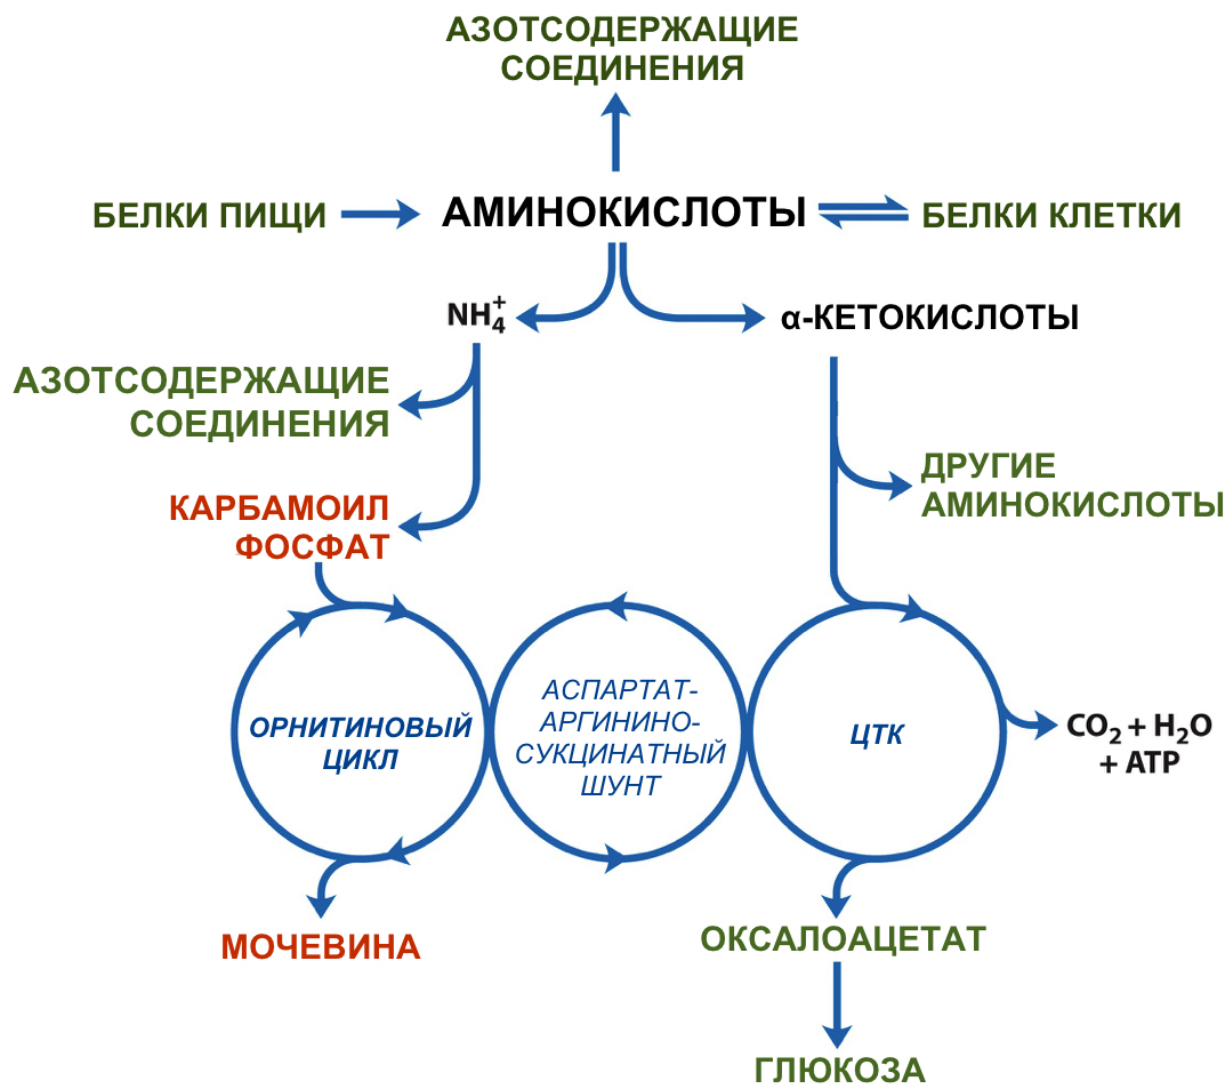 АЗОТСОДЕРЖАЩИЕ
СОЕДИНЕНИЯ
БЕЛКИ ПИЩИ
АМИНОКИСЛОТЫ
БЕЛКИ КЛЕТКИ
NH₄⁺
α-КЕТОКИСЛОТЫ
АЗОТСОДЕРЖАЩИЕ
СОЕДИНЕНИЯ
ДРУГИЕ
АМИНОКИСЛОТЫ
КАРБАМОИЛ
ФОСФАТ
ОРНИТИНОВЫЙ
ЦИКЛ
АСПАРТАТ-
АРГИНИНО-
СУКЦИНАТНЫЙ
ШУНТ
ЦТК
CO₂ + H₂O
+ ATP
МОЧЕВИНА
ОКСАЛОАЦЕТАТ
ГЛЮКОЗА